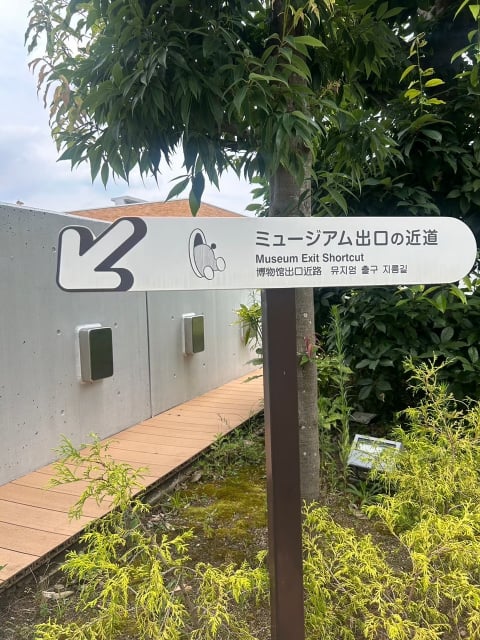 ミュージアム出口の近道
Museum Exit Shortcut
博物馆出口近路 뮤지엄 출구 지름길